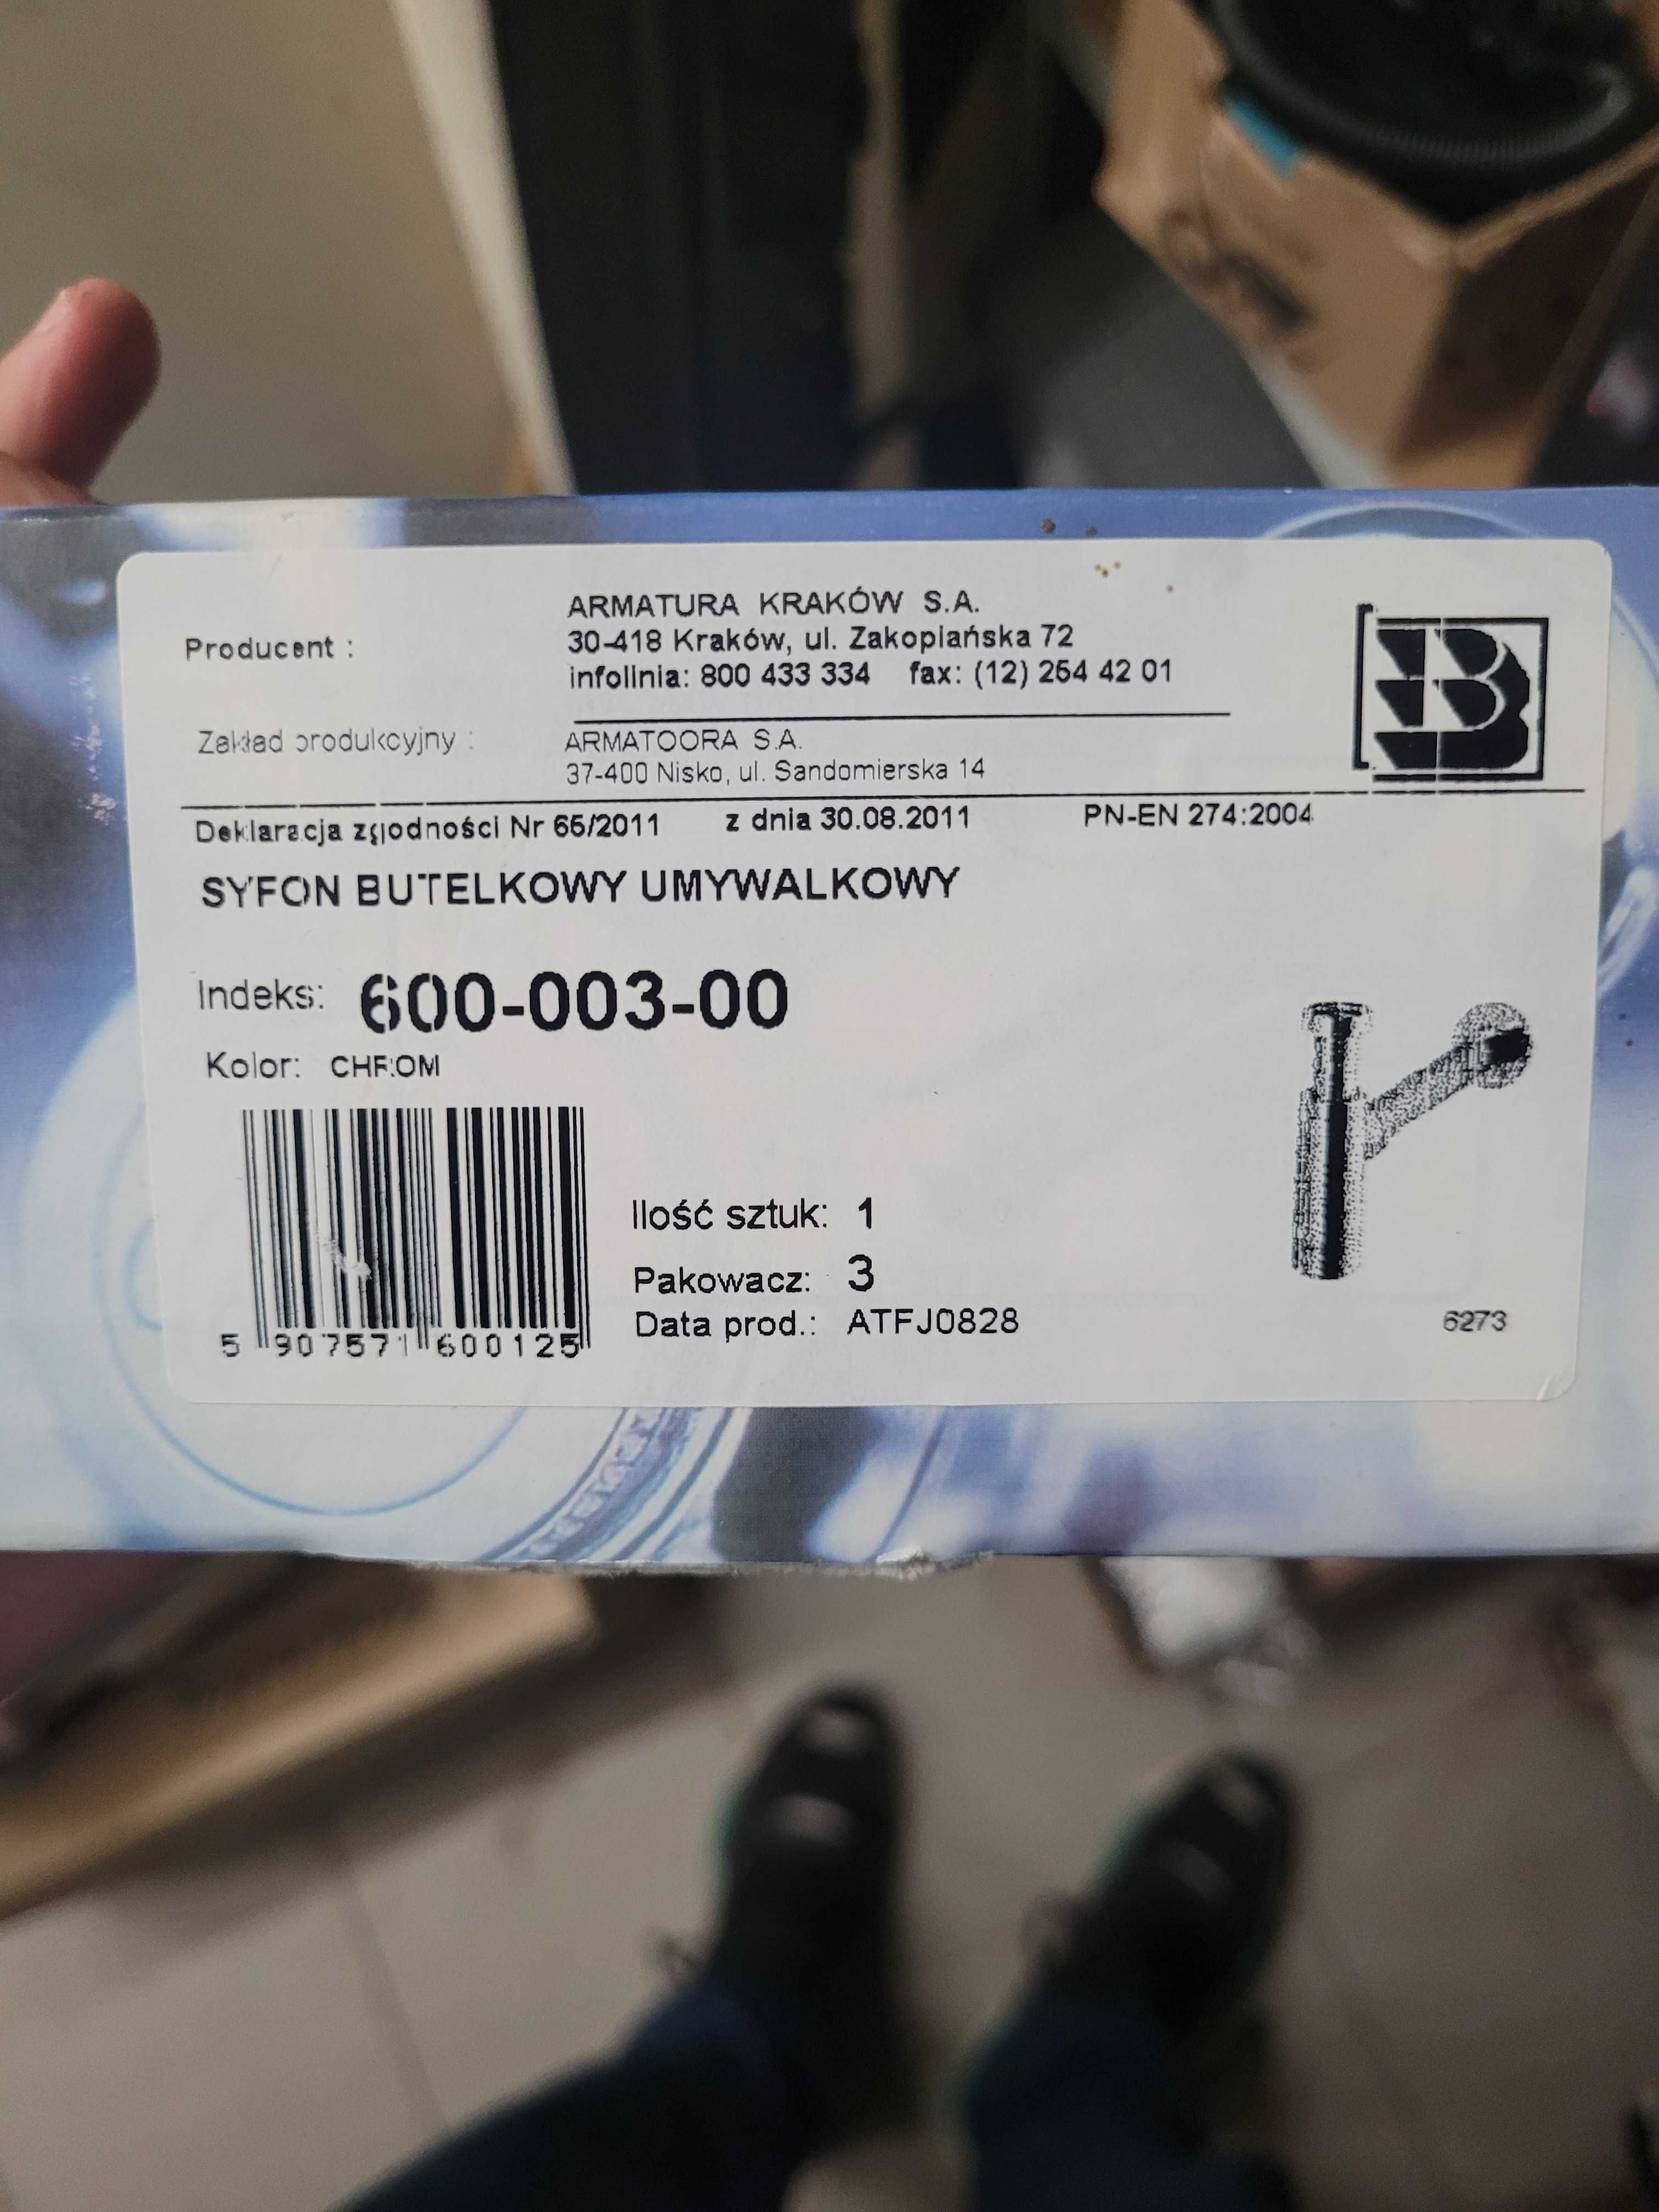 Producent :
ARMATURA KRAKÓW S.A.
30-418 Kraków, ul. Zakopiańska 72
infolinia: 800 433 334 fax: (12) 254 42 01
Zakład produkcyjny :
ARMATOORA S.A.
37-400 Nisko, ul. Sandomierska 14
Deklaracja zgodności Nr 65/2011 z dnia 30.08.2011 PN-EN 274:2004
SYFON BUTELKOWY UMYWALKOWY
Indeks: 600-003-00
Kolor: CHROM
5 907571 600125
Ilość sztuk: 1
Pakowacz: 3
Data prod.: ATFJ0828
6273